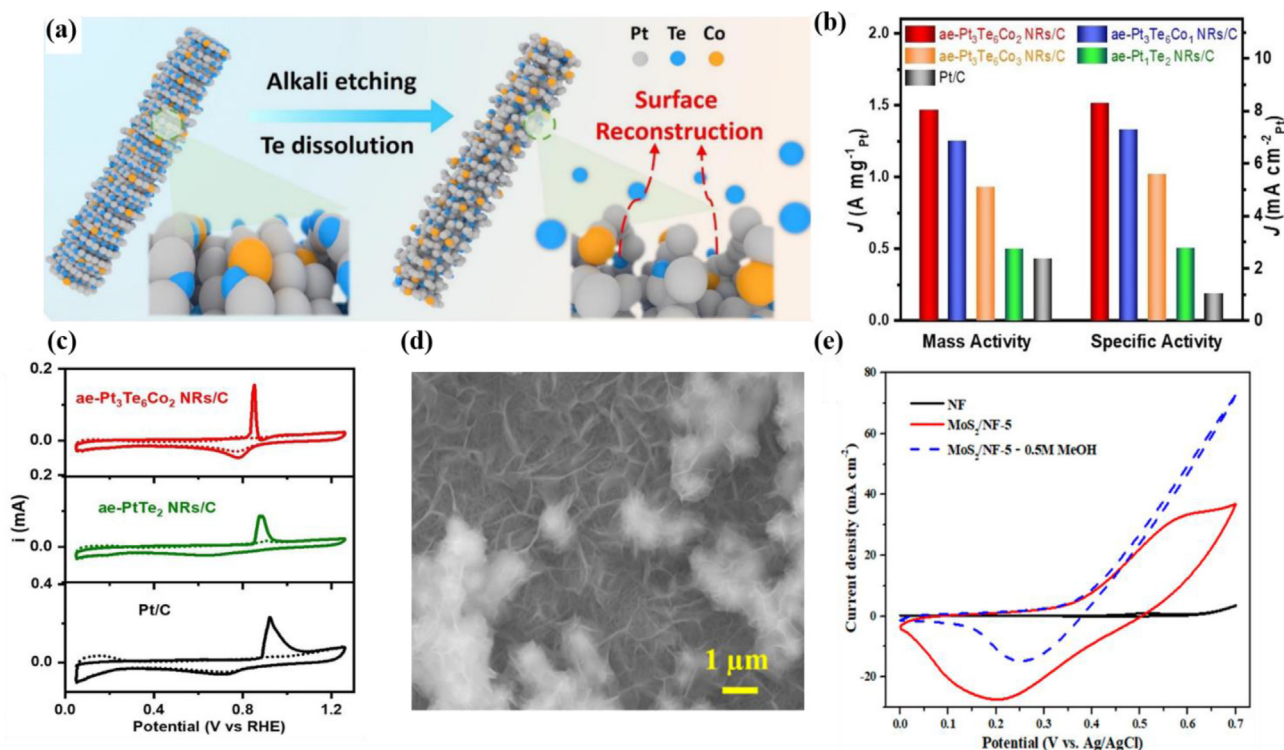 (a)
Pt Te Co
Alkali etching
Te dissolution
Surface
Reconstruction
(b)
ae-Pt₃Te₆Co₂ NRs/C ae-Pt₃Te₆Co₁ NRs/C
ae-Pt₃Te₆Co₃ NRs/C ae-Pt₁Te₂ NRs/C
Pt/C
J (A mg⁻¹Pt)
2.0
1.5
1.0
0.5
0.0
J (mA cm⁻²Pt)
10
8
6
4
2
0
Mass Activity Specific Activity
(c)
i (mA)
0.2
ae-Pt₃Te₆Co₂ NRs/C
0.0
0.2
ae-PtTe₂ NRs/C
0.0
0.4
Pt/C
0.0
0.0 0.4 0.8 1.2
Potential (V vs RHE)
(d)
1 µm
(e)
Current density (mA cm⁻²)
80
60
40
20
0
-20
NF
MoS₂/NF-5
MoS₂/NF-5 - 0.5M MeOH
0.0 0.1 0.2 0.3 0.4 0.5 0.6 0.7
Potential (V vs. Ag/AgCl)